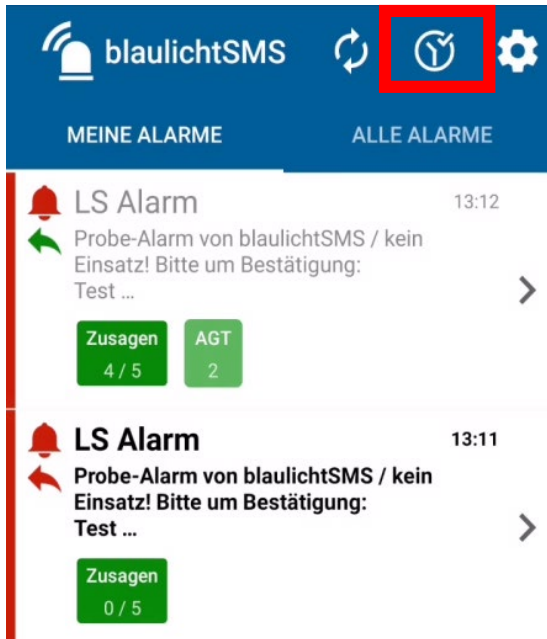 blaulichtSMS
MEINE ALARME ALLE ALARME
LS Alarm 13:12
Probe-Alarm von blaulichtSMS / kein
Einsatz! Bitte um Bestätigung:
Test ...
Zusagen AGT
4 / 5 2
LS Alarm 13:11
Probe-Alarm von blaulichtSMS / kein
Einsatz! Bitte um Bestätigung:
Test ...
Zusagen
0 / 5